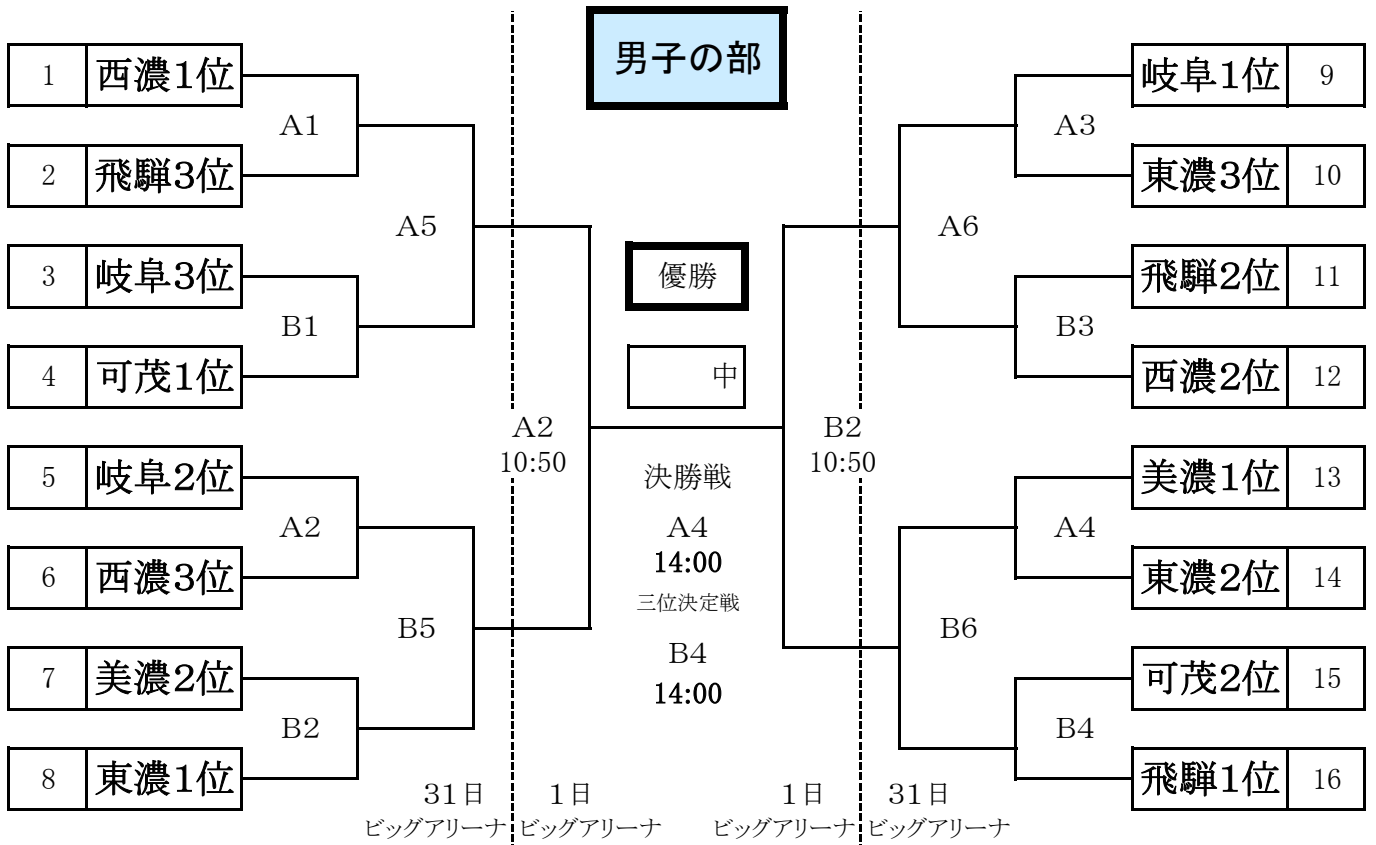 男子の部
1 西濃1位
A1
2 飛騨3位
A5
3 岐阜3位
B1
4 可茂1位
A2
10:50
5 岐阜2位
A2
6 西濃3位
B5
7 美濃2位
B2
8 東濃1位
優勝
中
決勝戦
A4
14:00
三位決定戦
B4
14:00
岐阜1位 9
A3
東濃3位 10
A6
飛騨2位 11
B3
西濃2位 12
B2
10:50
美濃1位 13
A4
東濃2位 14
B6
可茂2位 15
B4
飛騨1位 16
31日 1日 1日 31日
ビッグアリーナ ビッグアリーナ ビッグアリーナ ビッグアリーナ